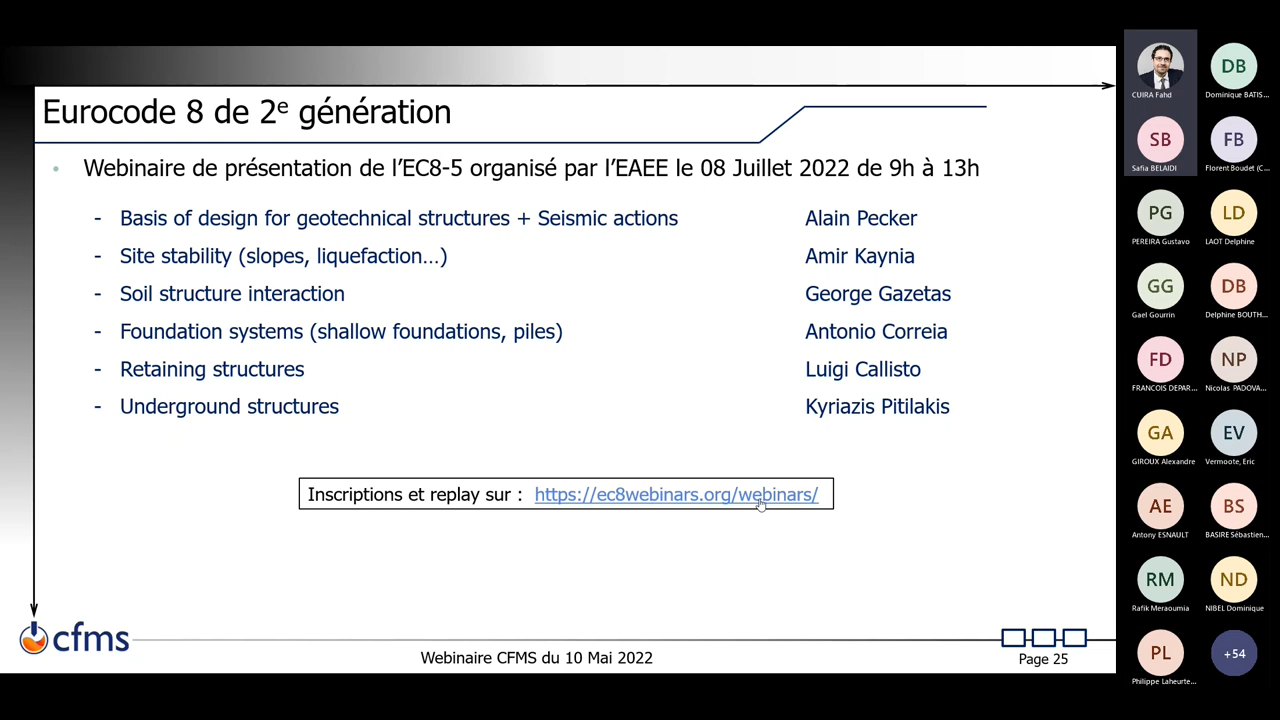 Eurocode 8 de 2e génération
• Webinaire de présentation de l'EC8-5 organisé par l'EAEE le 08 Juillet 2022 de 9h à 13h
- Basis of design for geotechnical structures + Seismic actions Alain Pecker
- Site stability (slopes, liquefaction...) Amir Kaynia
- Soil structure interaction George Gazetas
- Foundation systems (shallow foundations, piles) Antonio Correia
- Retaining structures Luigi Callisto
- Underground structures Kyriazis Pitilakis
Inscriptions et replay sur : https://ec8webinars.org/webinars/
cfms
Webinaire CFMS du 10 Mai 2022
Page 25
CUIRA Fahd
DB
Dominique BATIS...
SB
Safia BELAIDI
FB
Florent Boudet (C...
PG
PEREIRA Gustavo
LD
LAOT Delphine
GG
Gael Gourrin
DB
Delphine BOUTH...
FD
FRANCOIS DEPAR...
NP
Nicolas PADOVA...
GA
GIROUX Alexandre
EV
Vermoote, Eric
AE
Antony ESNAULT
BS
BASIRE Sébastien...
RM
Rafik Meraoumia
ND
NIBEL Dominique
PL
Philippe Laheurte...
+54